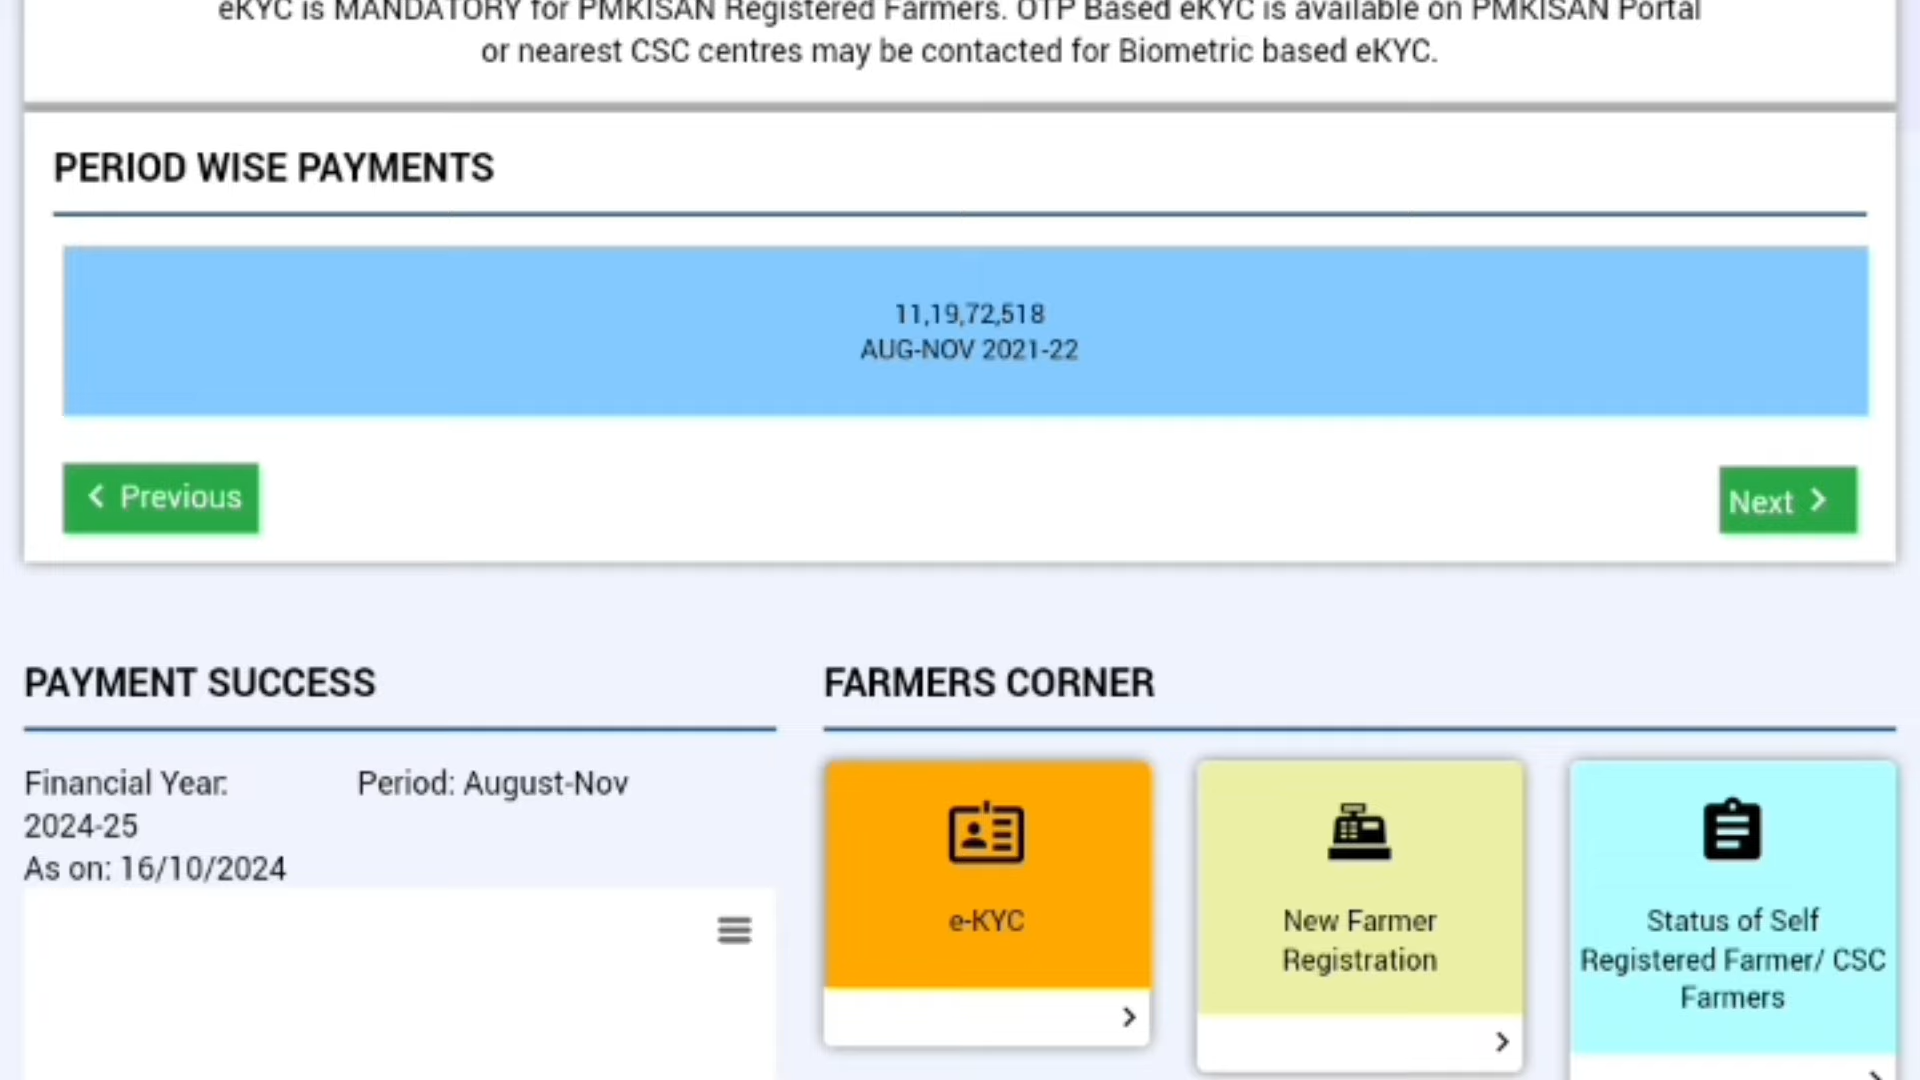 eKYC is MANDATORY for PMKISAN Registered Farmers. OTP Based eKYC is available on PMKISAN Portal
or nearest CSC centres may be contacted for Biometric based eKYC.
PERIOD WISE PAYMENTS
11,19,72,518
AUG-NOV 2021-22
Previous
Next
PAYMENT SUCCESS
Financial Year:
2024-25
Period: August-Nov
As on: 16/10/2024
FARMERS CORNER
e-KYC
New Farmer
Registration
Status of Self
Registered Farmer/ CSC
Farmers